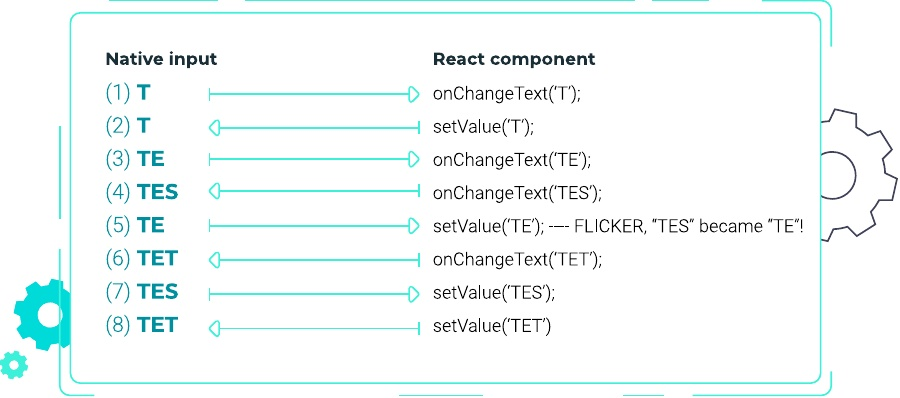 Native input React component
(1) T onChangeText(‘T’);
(2) T setValue(‘T’);
(3) TE onChangeText(‘TE’);
(4) TES onChangeText(‘TES’);
(5) TE setValue(‘TE’); -–- FLICKER, “TES” became “TE”!
(6) TET onChangeText(‘TET’);
(7) TES setValue(‘TES’);
(8) TET setValue(‘TET’)